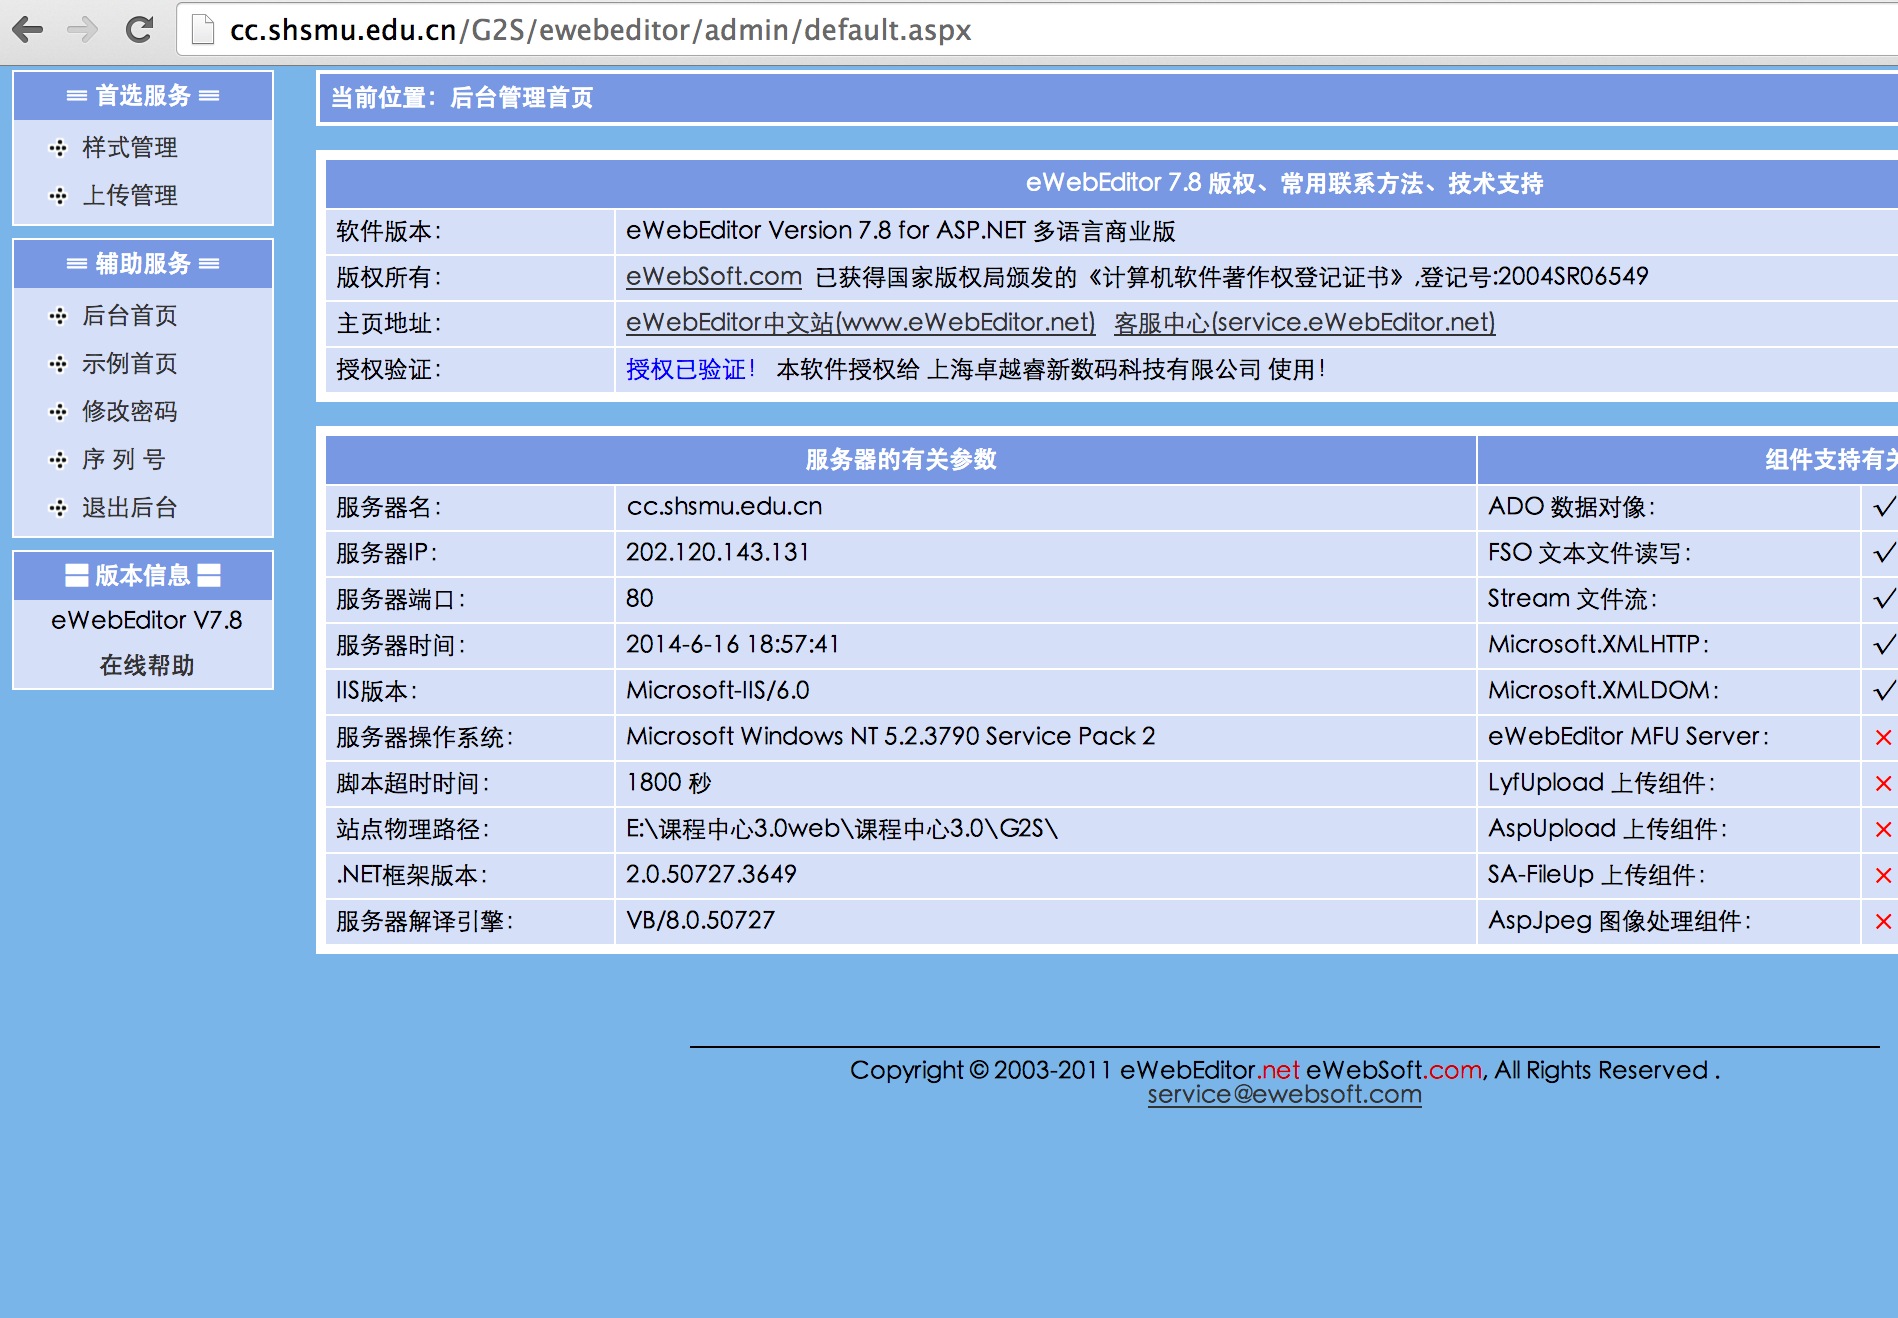 cc.shsmu.edu.cn/G2S/ewebeditor/admin/default.aspx
═ 首选服务 ═
样式管理
上传管理
═ 辅助服务 ═
后台首页
示例首页
修改密码
序 列 号
退出后台
〓 版本信息 〓
eWebEditor V7.8
在线帮助
当前位置：后台管理首页
eWebEditor 7.8 版权、常用联系方法、技术支持
软件版本： eWebEditor Version 7.8 for ASP.NET 多语言商业版
版权所有： eWebSoft.com 已获得国家版权局颁发的《计算机软件著作权登记证书》,登记号:2004SR06549
主页地址： eWebEditor中文站(www.eWebEditor.net) 客服中心(service.eWebEditor.net)
授权验证： 授权已验证！ 本软件授权给 上海卓越睿新数码科技有限公司 使用！
服务器的有关参数 组件支持有关
服务器名： cc.shsmu.edu.cn ADO 数据对像： √
服务器IP： 202.120.143.131 FSO 文本文件读写： √
服务器端口： 80 Stream 文件流： √
服务器时间： 2014-6-16 18:57:41 Microsoft.XMLHTTP： √
IIS版本： Microsoft-IIS/6.0 Microsoft.XMLDOM： √
服务器操作系统： Microsoft Windows NT 5.2.3790 Service Pack 2 eWebEditor MFU Server： ×
脚本超时时间： 1800 秒 LyfUpload 上传组件： ×
站点物理路径： E:\课程中心3.0web\课程中心3.0\G2S\ AspUpload 上传组件： ×
.NET框架版本： 2.0.50727.3649 SA-FileUp 上传组件： ×
服务器解译引擎： VB/8.0.50727 AspJpeg 图像处理组件： ×
Copyright © 2003-2011 eWebEditor.net eWebSoft.com, All Rights Reserved .
service@ewebsoft.com